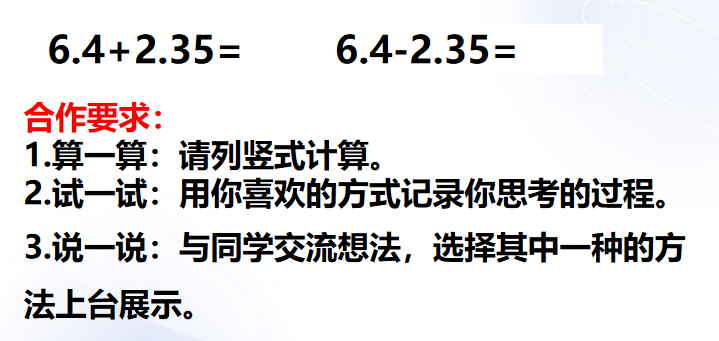 6.4+2.35= 6.4-2.35=
合作要求：
1.算一算：请列竖式计算。
2.试一试：用你喜欢的方式记录你思考的过程。
3.说一说：与同学交流想法，选择其中一种的方
法上台展示。